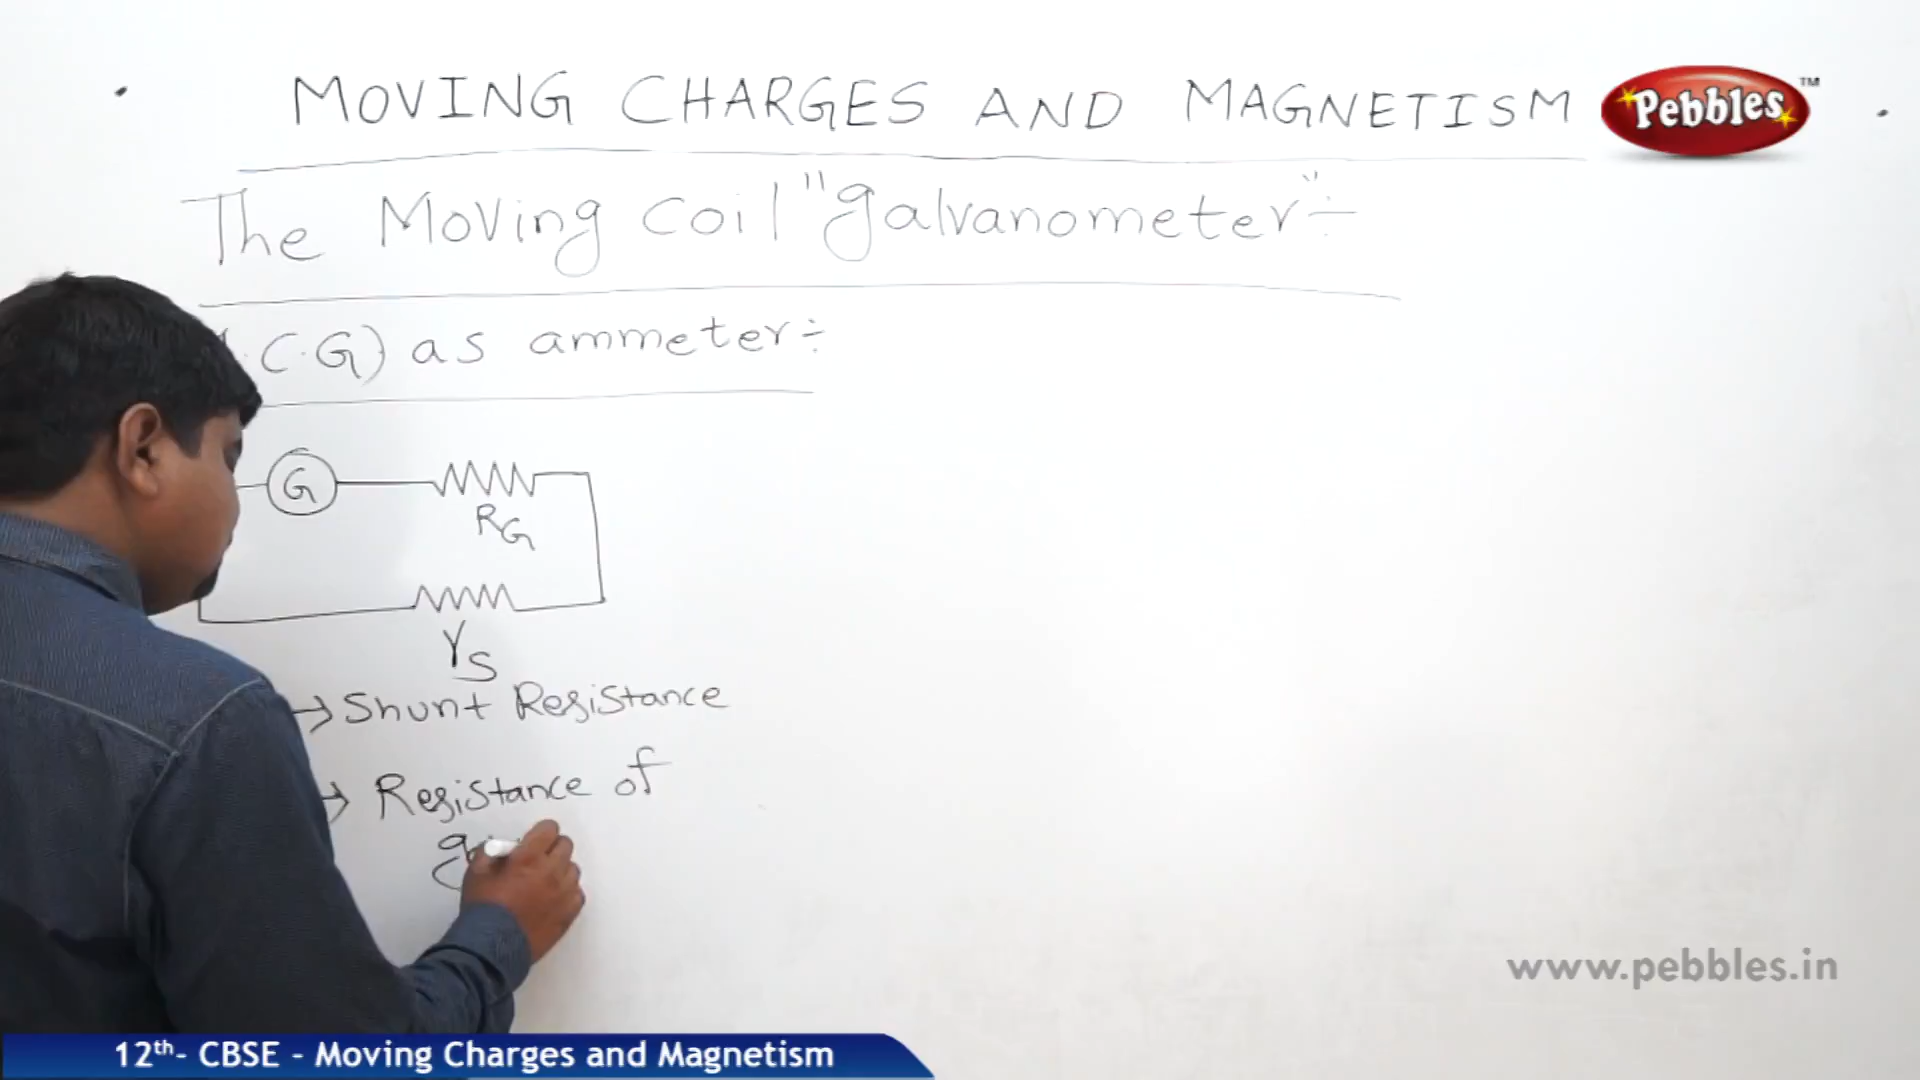 MOVING CHARGES AND MAGNETISM
Pebbles™
The Moving coil "galvanometer" ÷
.C.G) as ammeter ÷
G
RG
rs
→ Shunt Resistance
→ Resistance of
www.pebbles.in
12th- CBSE - Moving Charges and Magnetism